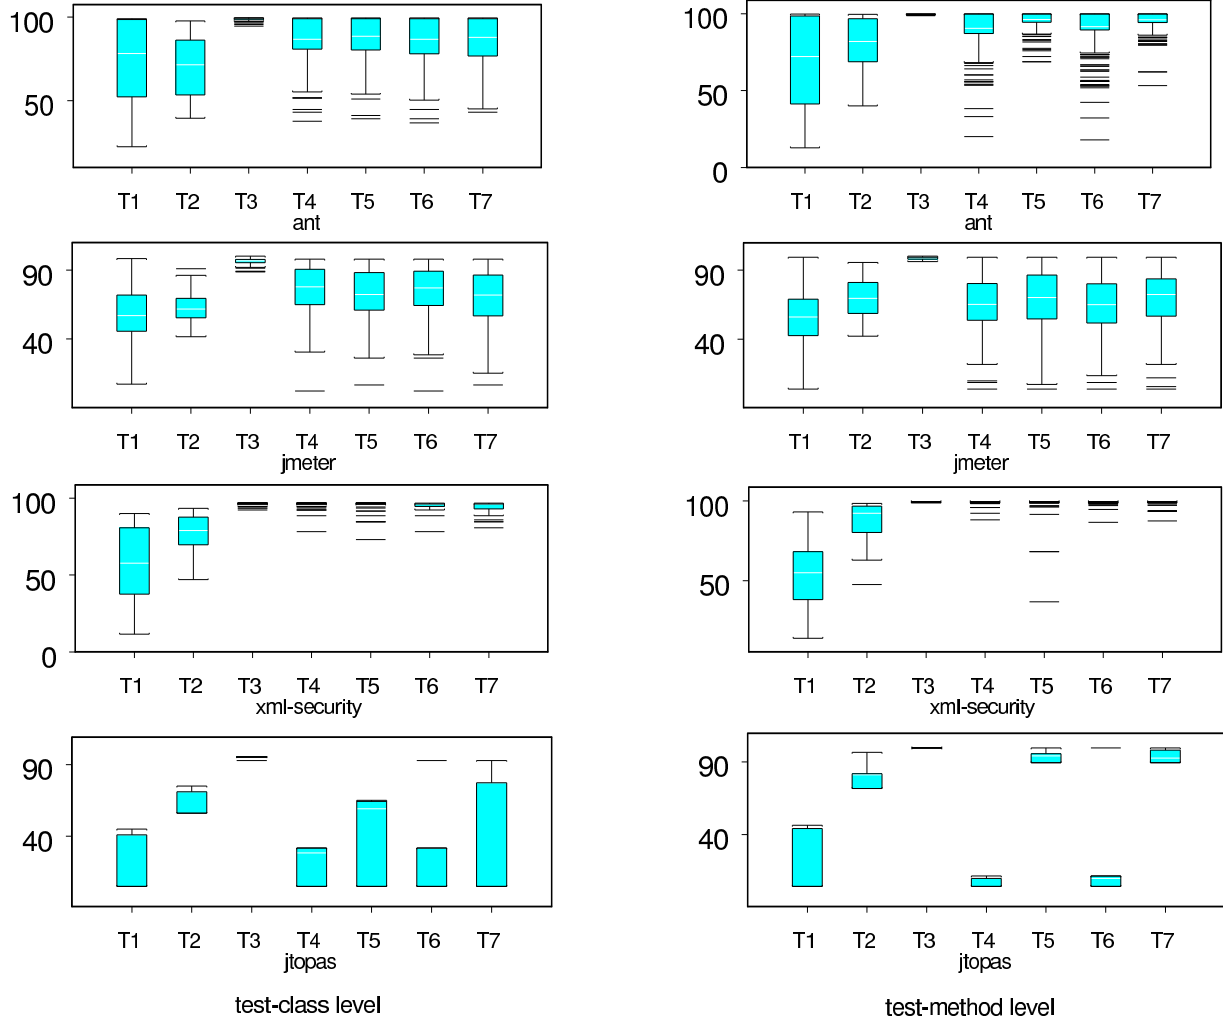 100
50
T1 T2 T3 T4 T5 T6 T7
ant
100
50
0
T1 T2 T3 T4 T5 T6 T7
ant
90
40
T1 T2 T3 T4 T5 T6 T7
jmeter
90
40
T1 T2 T3 T4 T5 T6 T7
jmeter
100
50
0
T1 T2 T3 T4 T5 T6 T7
xml-security
100
50
T1 T2 T3 T4 T5 T6 T7
xml-security
90
40
T1 T2 T3 T4 T5 T6 T7
jtopas
90
40
T1 T2 T3 T4 T5 T6 T7
jtopas
test-class level
test-method level